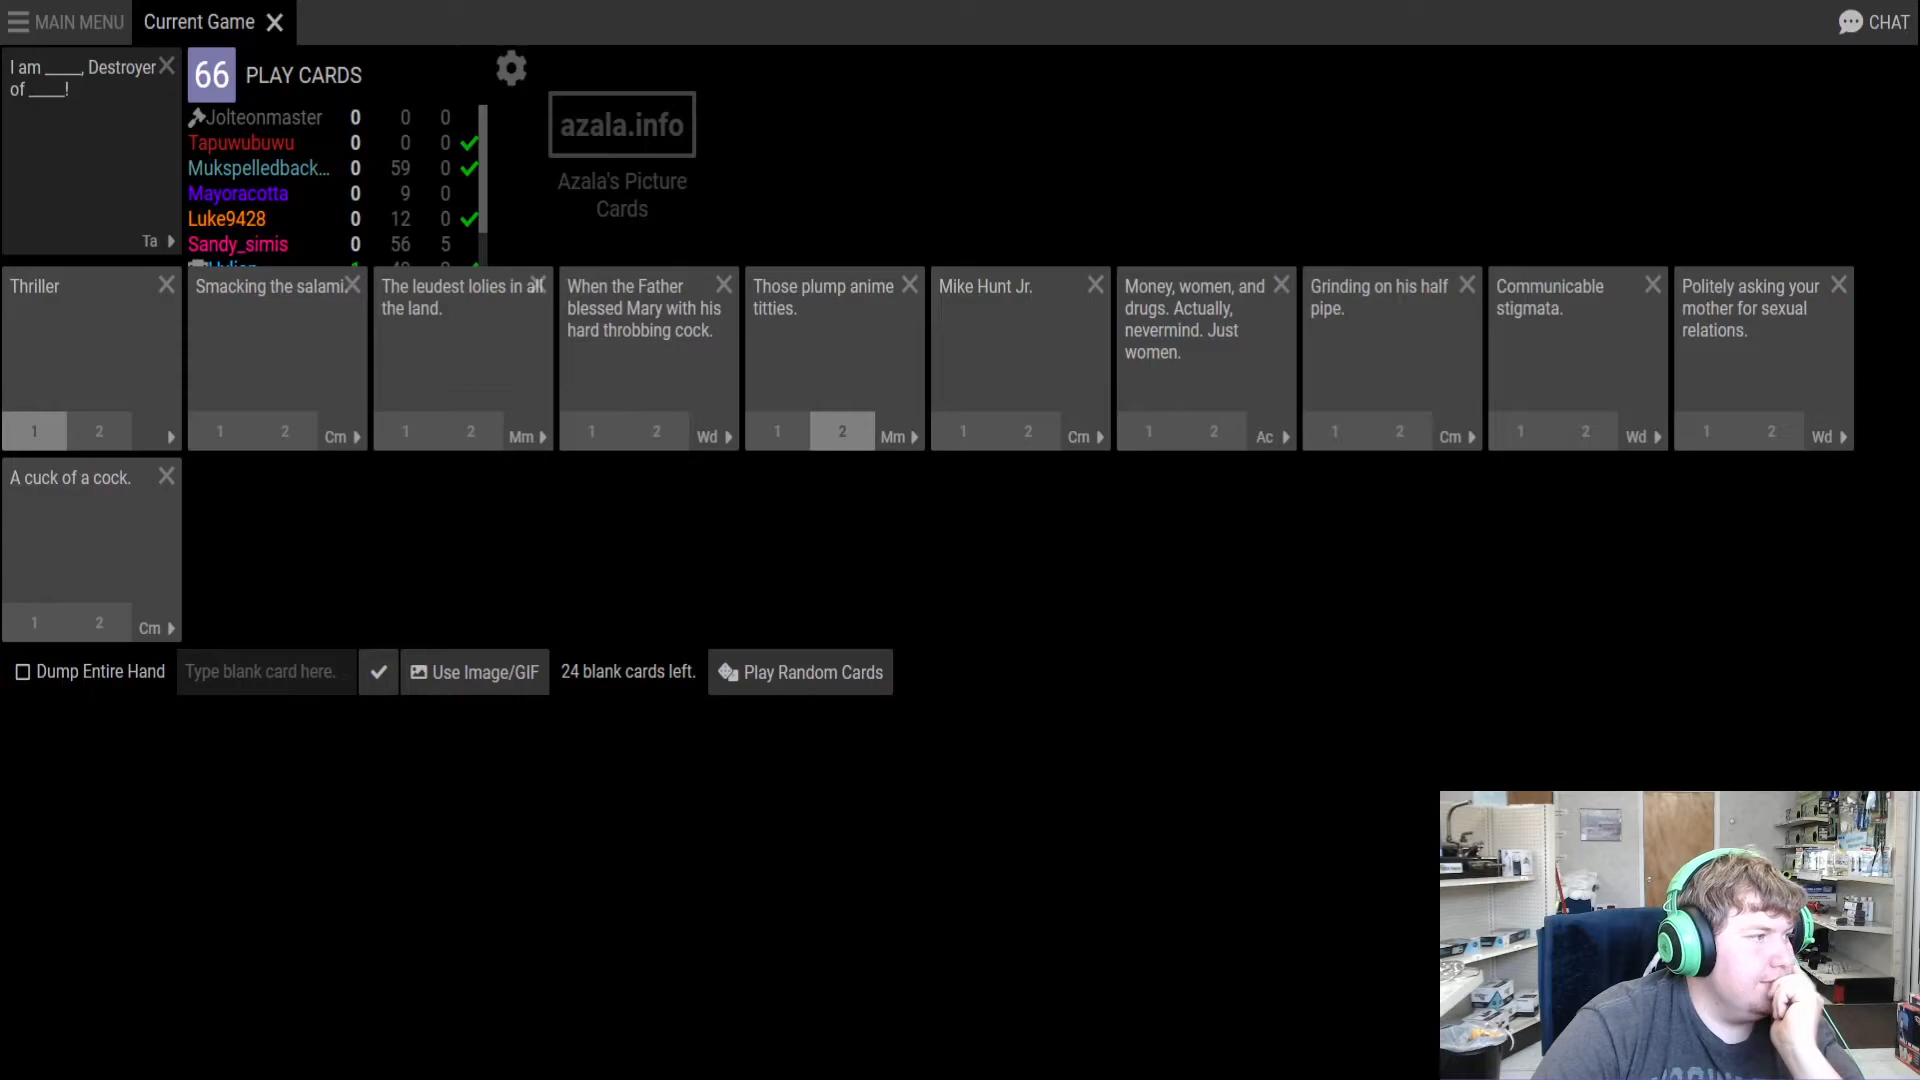 MAIN MENU
Current Game
CHAT
I am _____, Destroyer
of _____!
Ta
66 PLAY CARDS
Jolteonmaster 0 0 0
Tapuwubuwu 0 0 0
Mukspelledback... 0 59 0
Mayoracotta 0 9 0
Luke9428 0 12 0
Sandy_simis 0 56 5
azala.info
Azala's Picture
Cards
Thriller
1 2
Smacking the salami.
1 2 Cm
The leudest lolies in all
the land.
1 2 Mm
When the Father
blessed Mary with his
hard throbbing cock.
1 2 Wd
Those plump anime
titties.
1 2 Mm
Mike Hunt Jr.
1 2 Cm
Money, women, and
drugs. Actually,
nevermind. Just
women.
1 2 Ac
Grinding on his half
pipe.
1 2 Cm
Communicable
stigmata.
1 2 Wd
Politely asking your
mother for sexual
relations.
1 2 Wd
A cuck of a cock.
1 2 Cm
Dump Entire Hand
Type blank card here.
Use Image/GIF
24 blank cards left.
Play Random Cards